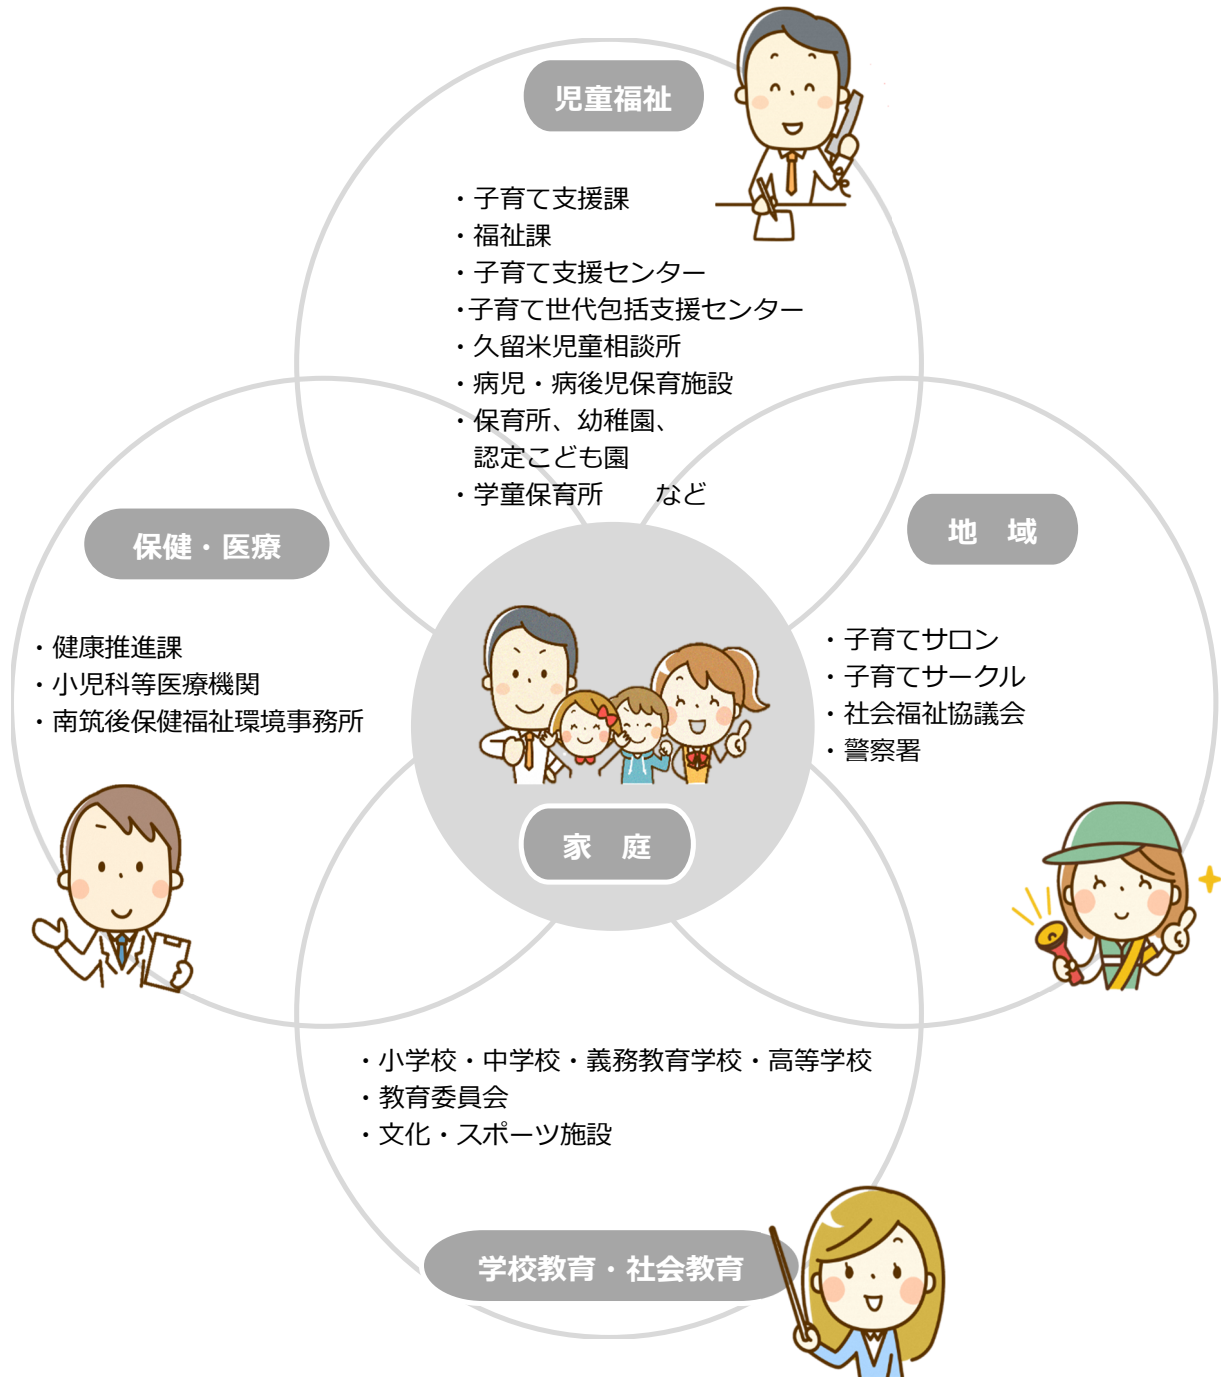 児童福祉
・子育て支援課
・福祉課
・子育て支援センター
・子育て世代包括支援センター
・久留米児童相談所
・病児・病後児保育施設
・保育所、幼稚園、
認定こども園
・学童保育所　　など
保健・医療
・健康推進課
・小児科等医療機関
・南筑後保健福祉環境事務所
地　域
・子育てサロン
・子育てサークル
・社会福祉協議会
・警察署
家　庭
・小学校・中学校・義務教育学校・高等学校
・教育委員会
・文化・スポーツ施設
学校教育・社会教育